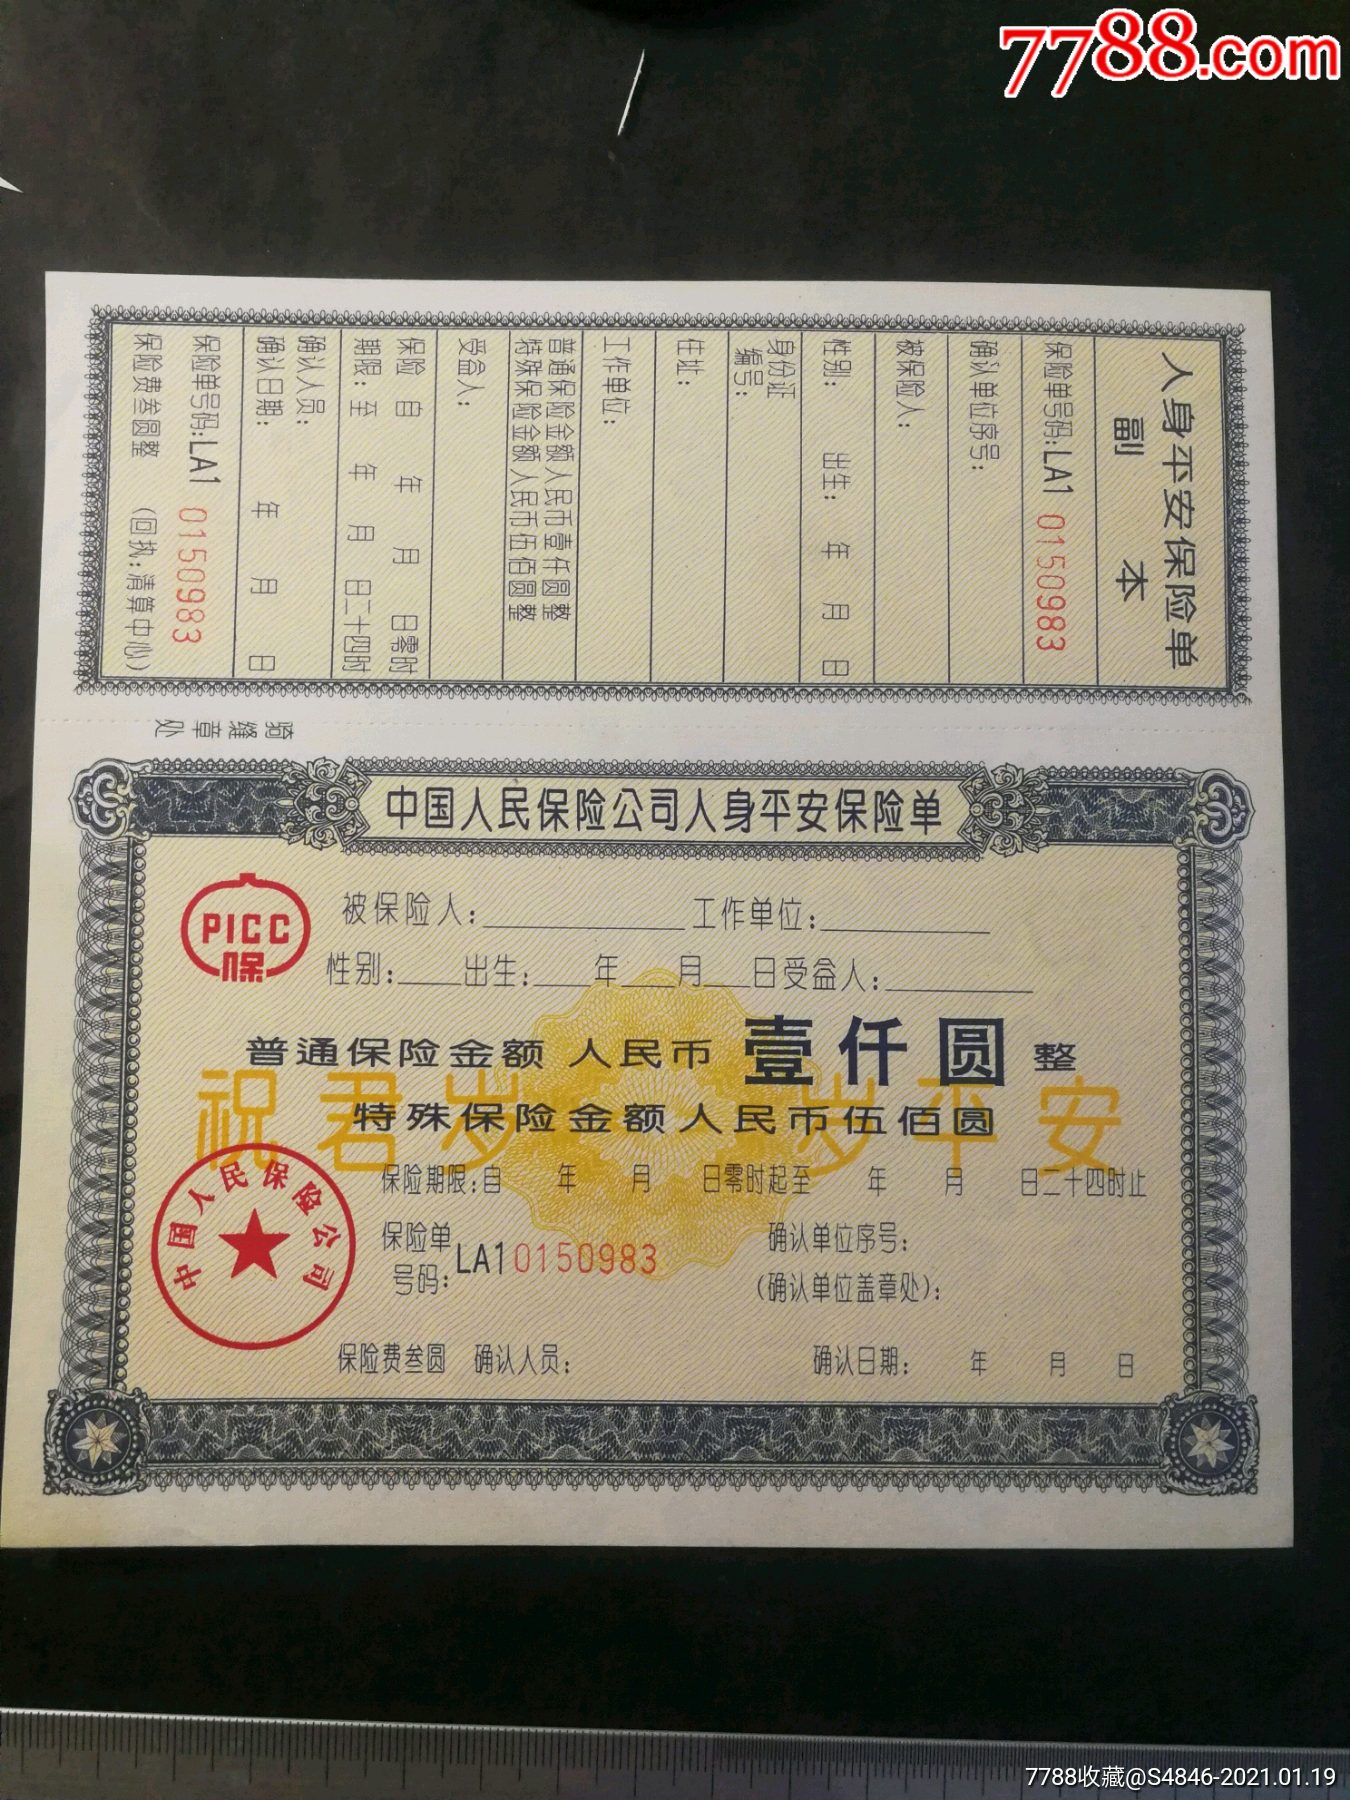 7788.com
人身平安保险单
副 本
保险单号码:LA1 0150983
确认单位序号:
被保险人:
性别: 出生: 年 月 日
身份证
编号:
住址:
工作单位:
普通保险金额人民币壹仟圆整
特殊保险金额人民币伍佰圆整
受益人:
保险 自 年 月 日零时
期限: 至 年 月 日二十四时
确认人员:
确认日期: 年 月 日
保险单号码:LA1 0150983
保险费叁圆整 (回执:清算中心)
骑缝章处
中国人民保险公司人身平安保险单
PICC
保
被保险人: 工作单位:
性别: 出生: 年 月 日受益人:
普通保险金额 人民币 壹仟圆 整
祝君岁岁平安
特殊保险金额人民币伍佰圆
保险期限:自 年 月 日零时起至 年 月 日二十四时止
中国人民保险公司
保险单
号码: LA10150983
确认单位序号:
(确认单位盖章处):
保险费叁圆 确认人员: 确认日期: 年 月 日
7788收藏@S4846-2021.01.19